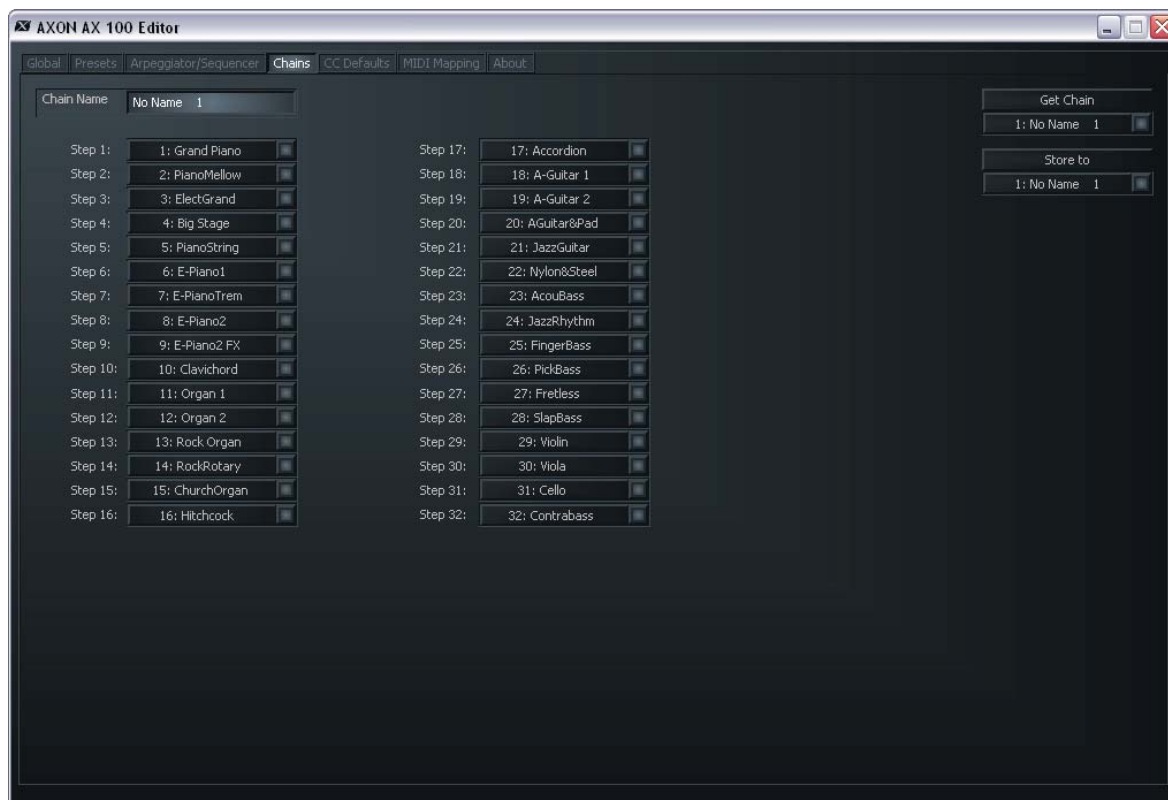 AXON AX 100 Editor
Global Presets Arpeggiator/Sequencer Chains CC Defaults MIDI Mapping About
Chain Name No Name 1
Get Chain
1: No Name 1
Store to
1: No Name 1
Step 1: 1: Grand Piano
Step 2: 2: PianoMellow
Step 3: 3: ElectGrand
Step 4: 4: Big Stage
Step 5: 5: PianoString
Step 6: 6: E-Piano1
Step 7: 7: E-PianoTrem
Step 8: 8: E-Piano2
Step 9: 9: E-Piano2 FX
Step 10: 10: Clavichord
Step 11: 11: Organ 1
Step 12: 12: Organ 2
Step 13: 13: Rock Organ
Step 14: 14: RockRotary
Step 15: 15: ChurchOrgan
Step 16: 16: Hitchcock
Step 17: 17: Accordion
Step 18: 18: A-Guitar 1
Step 19: 19: A-Guitar 2
Step 20: 20: AGuitar&Pad
Step 21: 21: JazzGuitar
Step 22: 22: Nylon&Steel
Step 23: 23: AcouBass
Step 24: 24: JazzRhythm
Step 25: 25: FingerBass
Step 26: 26: PickBass
Step 27: 27: Fretless
Step 28: 28: SlapBass
Step 29: 29: Violin
Step 30: 30: Viola
Step 31: 31: Cello
Step 32: 32: Contrabass